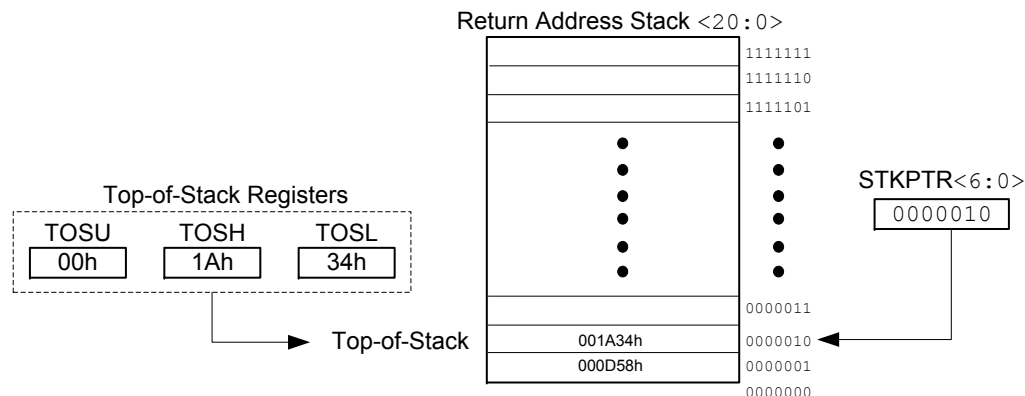 Return Address Stack <20:0>
1111111
1111110
1111101
STKPTR<6:0>
0000010
Top-of-Stack Registers
TOSU TOSH TOSL
00h 1Ah 34h
0000011
Top-of-Stack 001A34h 0000010
000D58h 0000001
0000000